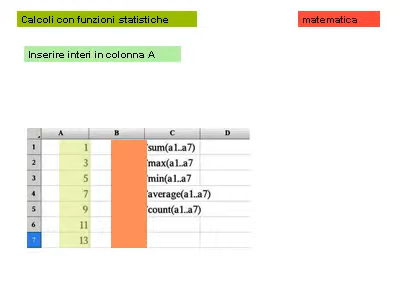 Calcoli con funzioni statistiche
matematica
Inserire interi in colonna A
A B C D
1 1 'sum(a1..a7)
2 3 'max(a1..a7
3 5 'min(a1..a7
4 7 'average(a1..a7)
5 9 'count(a1..a7)
6 11
7 13